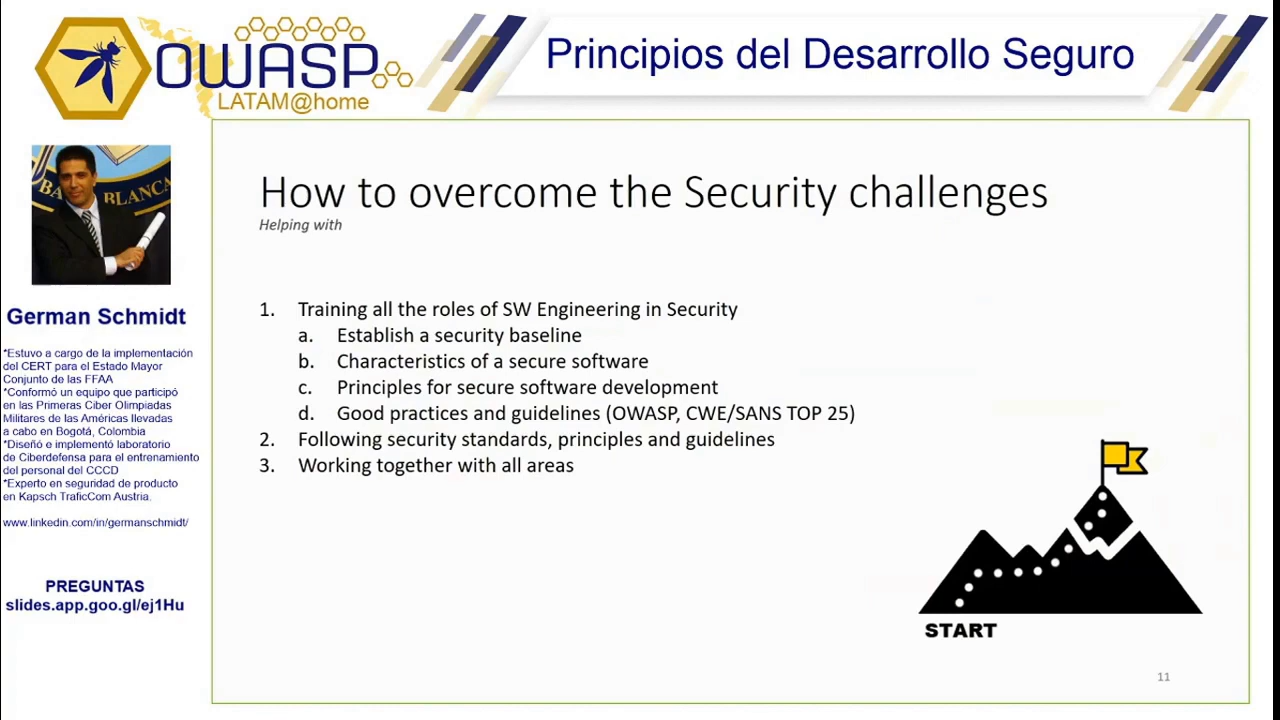 OWASP
LATAM@home
Principios del Desarrollo Seguro
BA BLANCA
German Schmidt
*Estuvo a cargo de la implementación
del CERT para el Estado Mayor
Conjunto de las FFAA
*Conformó un equipo que participó
en las Primeras Ciber Olimpiadas
Militares de las Américas llevadas
a cabo en Bogotá, Colombia
*Diseñó e implementó laboratorio
de Ciberdefensa para el entrenamiento
del personal del CCCD
*Experto en seguridad de producto
en Kapsch TraficCom Austria.
www.linkedin.com/in/germanschmidt/
PREGUNTAS
slides.app.goo.gl/ej1Hu
How to overcome the Security challenges
Helping with
1. Training all the roles of SW Engineering in Security
a. Establish a security baseline
b. Characteristics of a secure software
c. Principles for secure software development
d. Good practices and guidelines (OWASP, CWE/SANS TOP 25)
2. Following security standards, principles and guidelines
3. Working together with all areas
START
11